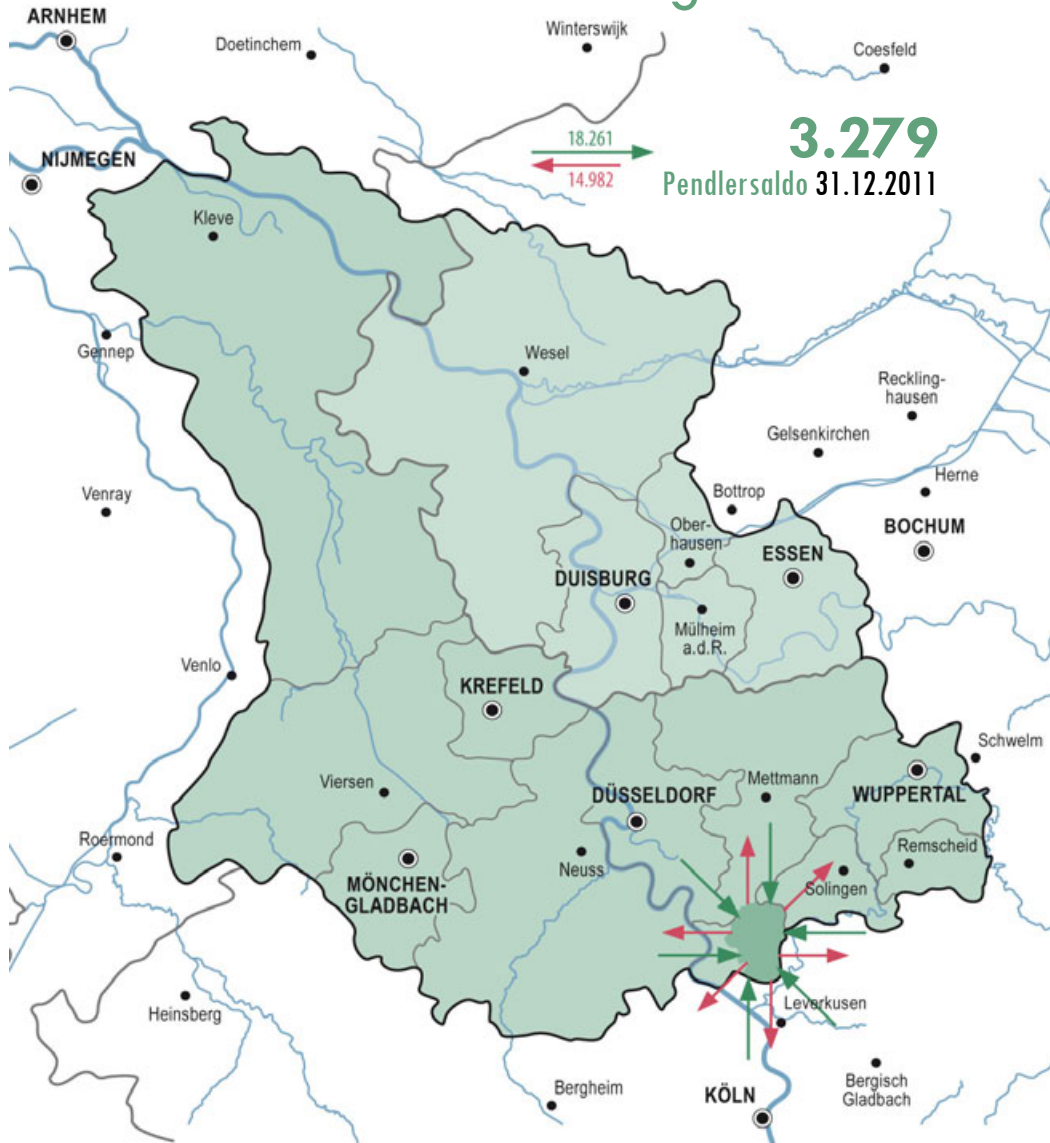 ARNHEM
Doetinchem
Winterswijk
Coesfeld
18.261
14.982
3.279
Pendlersaldo 31.12.2011
NIJMEGEN
Kleve
Gennep
Wesel
Reckling-
hausen
Gelsenkirchen
Herne
Venray
Bottrop
BOCHUM
Ober-
hausen
ESSEN
DUISBURG
Mülheim
a.d.R.
Venlo
KREFELD
Schwelm
Viersen
Mettmann
DÜSSELDORF
WUPPERTAL
Roermond
Neuss
Remscheid
Solingen
MÖNCHEN-
GLADBACH
Heinsberg
Leverkusen
Bergheim
KÖLN
Bergisch
Gladbach